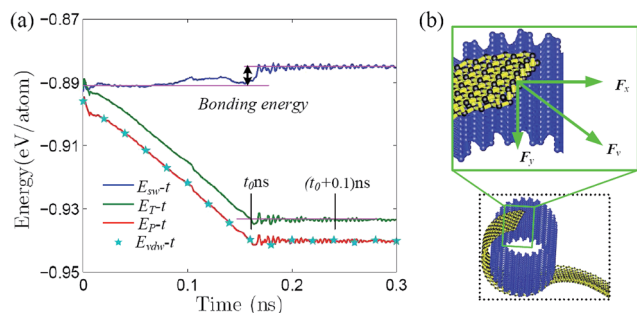 (a)
(b)
−0.87
−0.89
−0.91
−0.93
−0.95
Energy(eV/atom)
Bonding energy
t₀ns
(t₀+0.1)ns
E_sw-t
E_T-t
E_P-t
E_vdw-t
0
0.1
0.2
0.3
Time (ns)
F_x
F_y
F_v